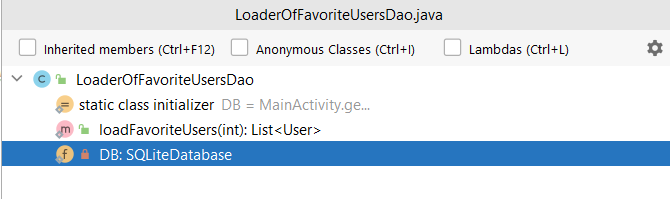 LoaderOfFavoriteUsersDao.java
Inherited members (Ctrl+F12) Anonymous Classes (Ctrl+I) Lambdas (Ctrl+L)
C LoaderOfFavoriteUsersDao
static class initializer DB = MainActivity.ge...
m loadFavoriteUsers(int): List<User>
f DB: SQLiteDatabase